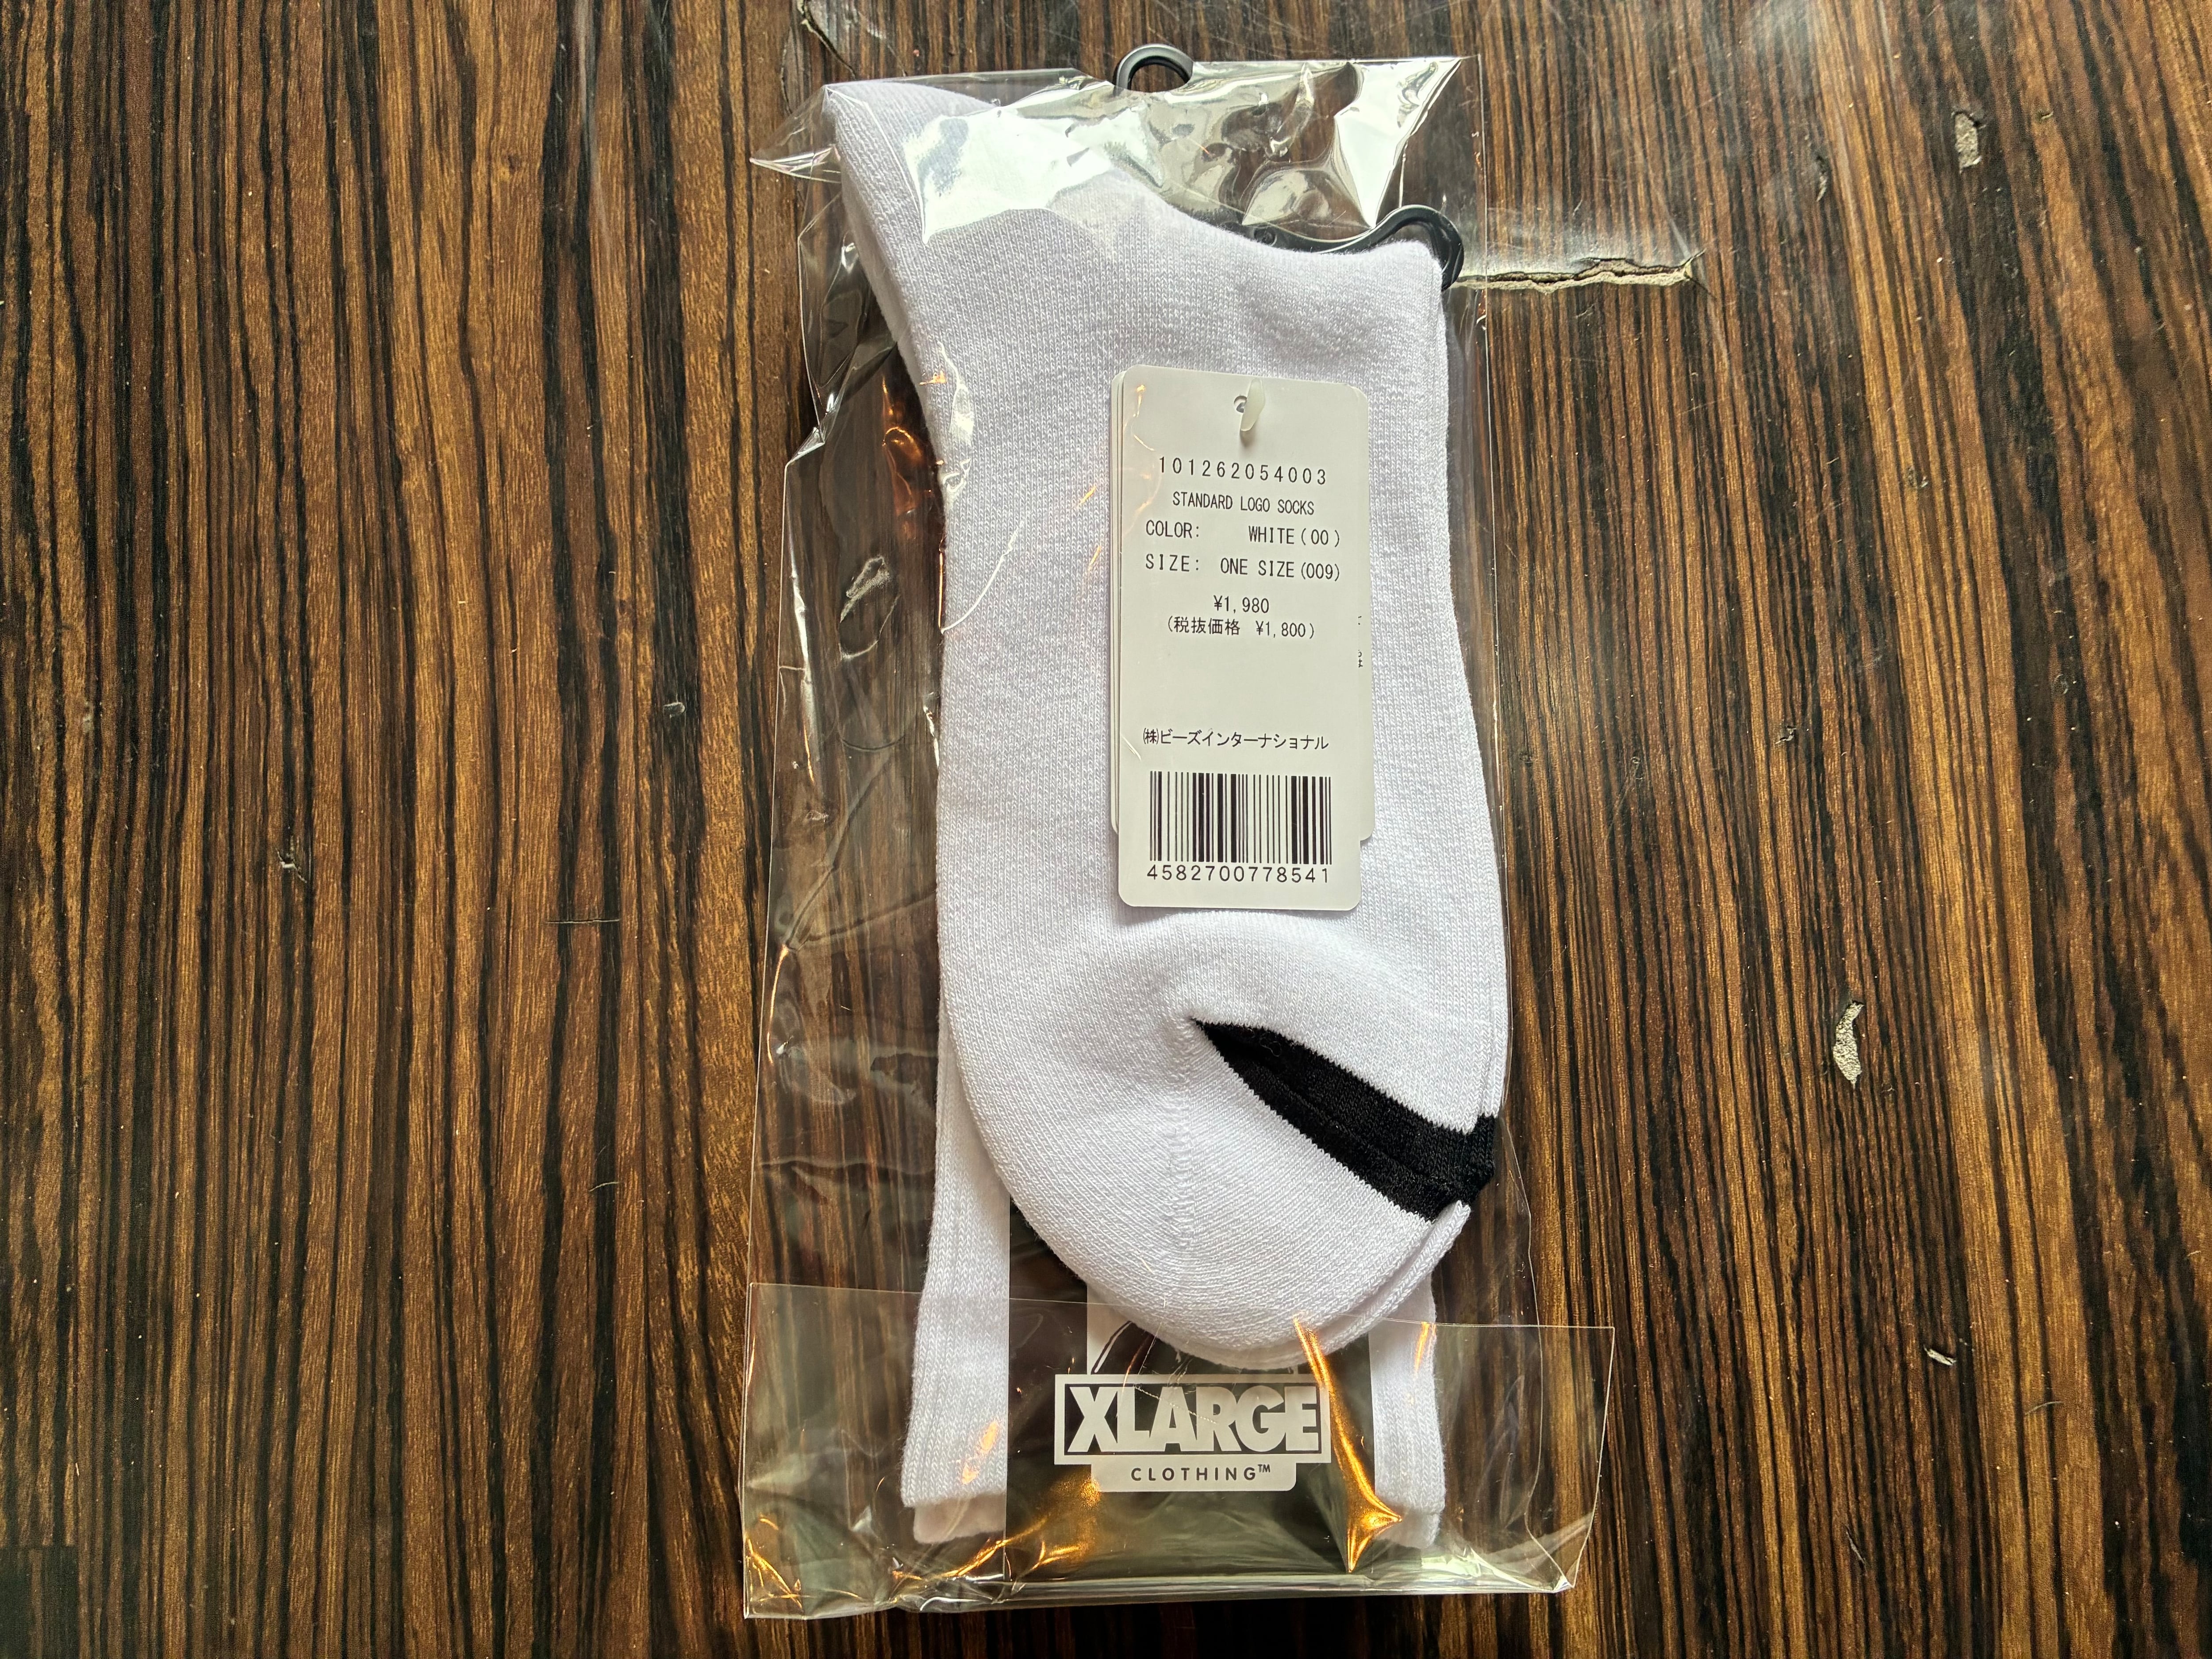 101262054003
STANDARD LOGO SOCKS
COLOR: WHITE(00)
SIZE: ONE SIZE(009)
¥1,980
(税抜価格 ¥1,800)
㈱ビーズインターナショナル
4582700778541
XLARGE
CLOTHING™